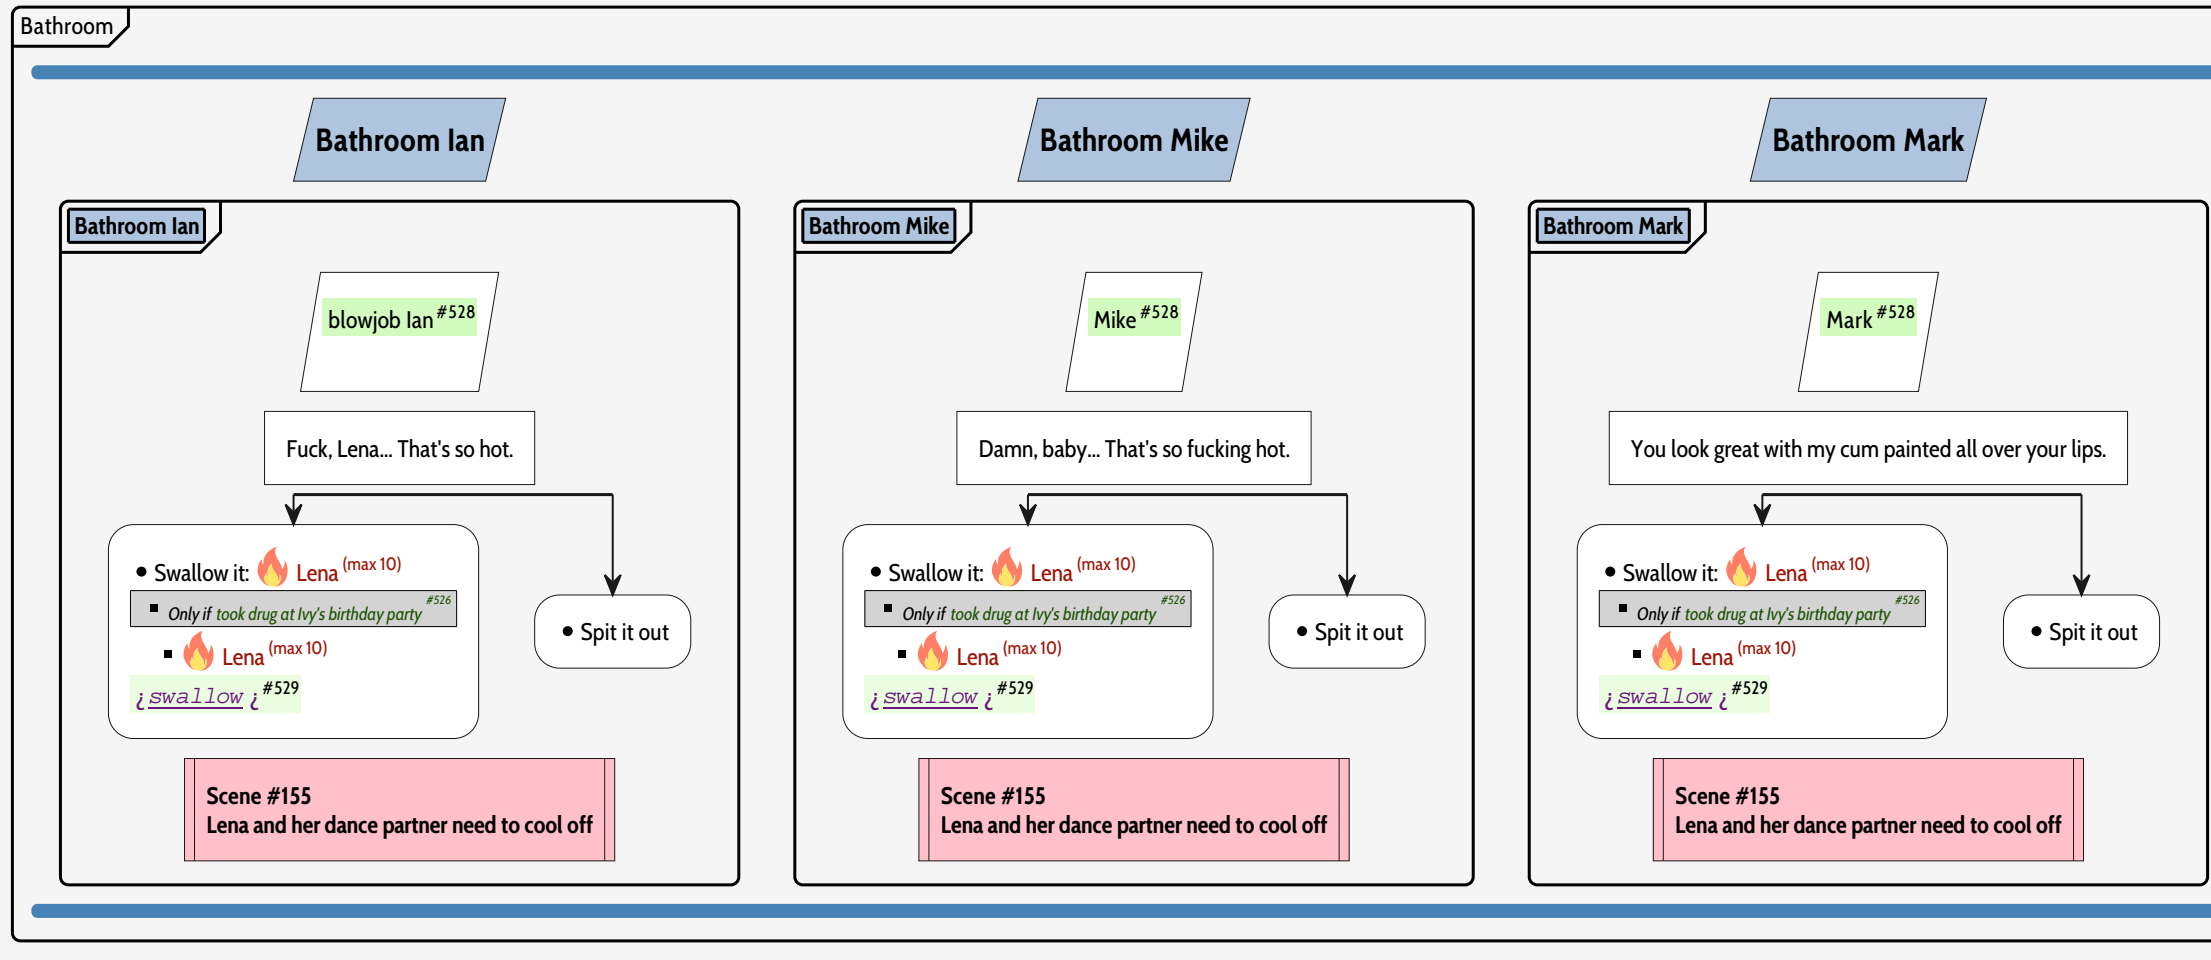 Bathroom
Bathroom Ian
Bathroom Mike
Bathroom Mark
Bathroom Ian
blowjob Ian #528
Fuck, Lena... That's so hot.
Swallow it: Lena (max 10)
Only if took drug at Ivy's birthday party #526
Lena (max 10)
¿swallow ¿ #529
Spit it out
Scene #155
Lena and her dance partner need to cool off
Bathroom Mike
Mike #528
Damn, baby... That's so fucking hot.
Swallow it: Lena (max 10)
Only if took drug at Ivy's birthday party #526
Lena (max 10)
¿swallow ¿ #529
Spit it out
Scene #155
Lena and her dance partner need to cool off
Bathroom Mark
Mark #528
You look great with my cum painted all over your lips.
Swallow it: Lena (max 10)
Only if took drug at Ivy's birthday party #526
Lena (max 10)
¿swallow ¿ #529
Spit it out
Scene #155
Lena and her dance partner need to cool off